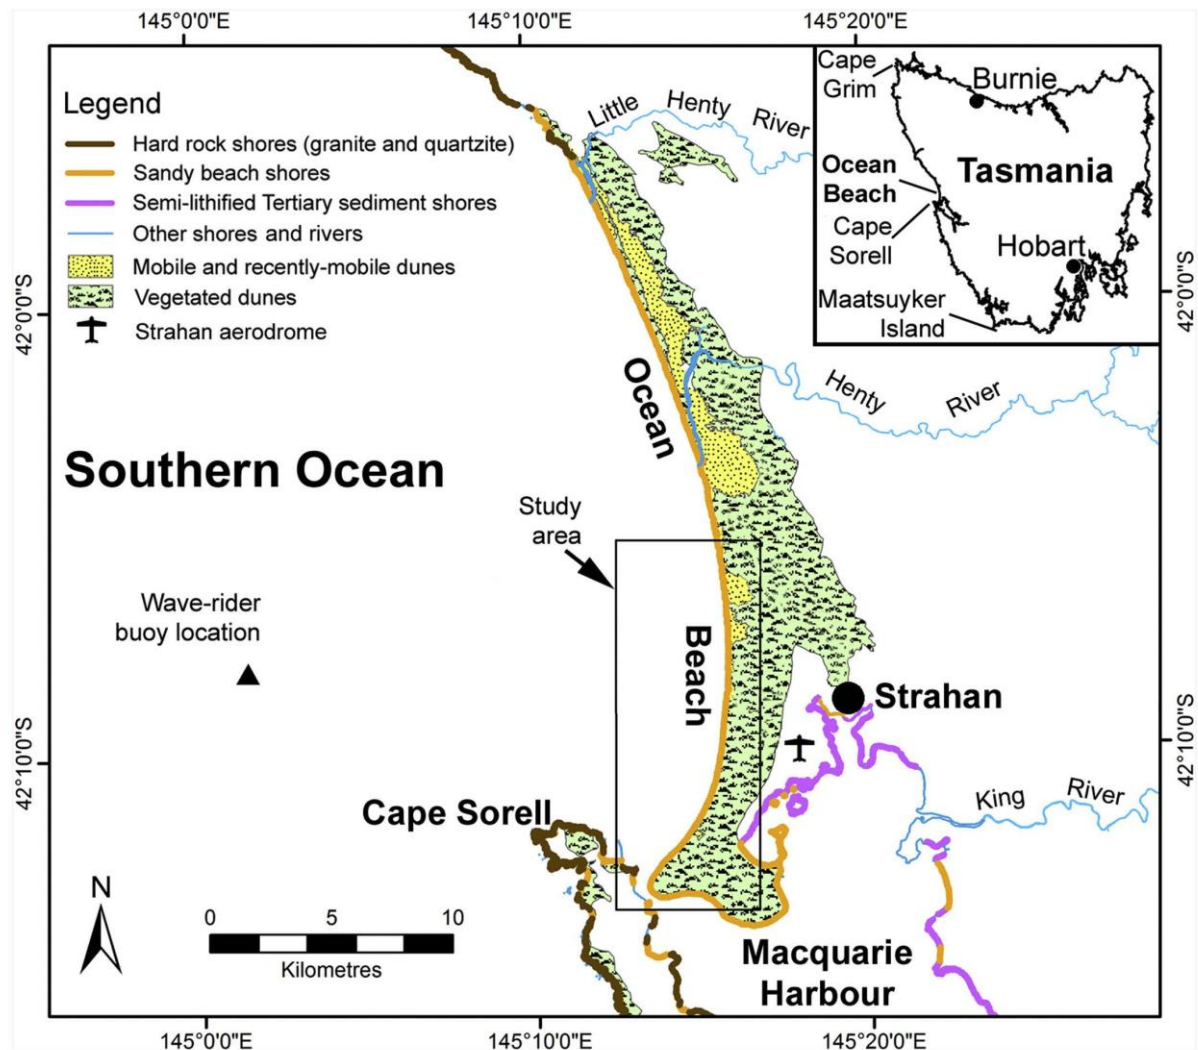 145°0'0"E
145°10'0"E
145°20'0"E
Legend
Hard rock shores (granite and quartzite)
Sandy beach shores
Semi-lithified Tertiary sediment shores
Other shores and rivers
Mobile and recently-mobile dunes
Vegetated dunes
Strahan aerodrome
Little Henty River
Cape
Grim
Burnie
Ocean
Beach
Tasmania
Cape
Sorell
Hobart
Maatsuyker
Island
42°0'0"S
42°0'0"S
Ocean
Henty River
Southern Ocean
Study
area
Wave-rider
buoy location
Beach
Strahan
42°10'0"S
42°10'0"S
King River
Cape Sorell
N
0 5 10
Kilometres
Macquarie
Harbour
145°0'0"E
145°10'0"E
145°20'0"E